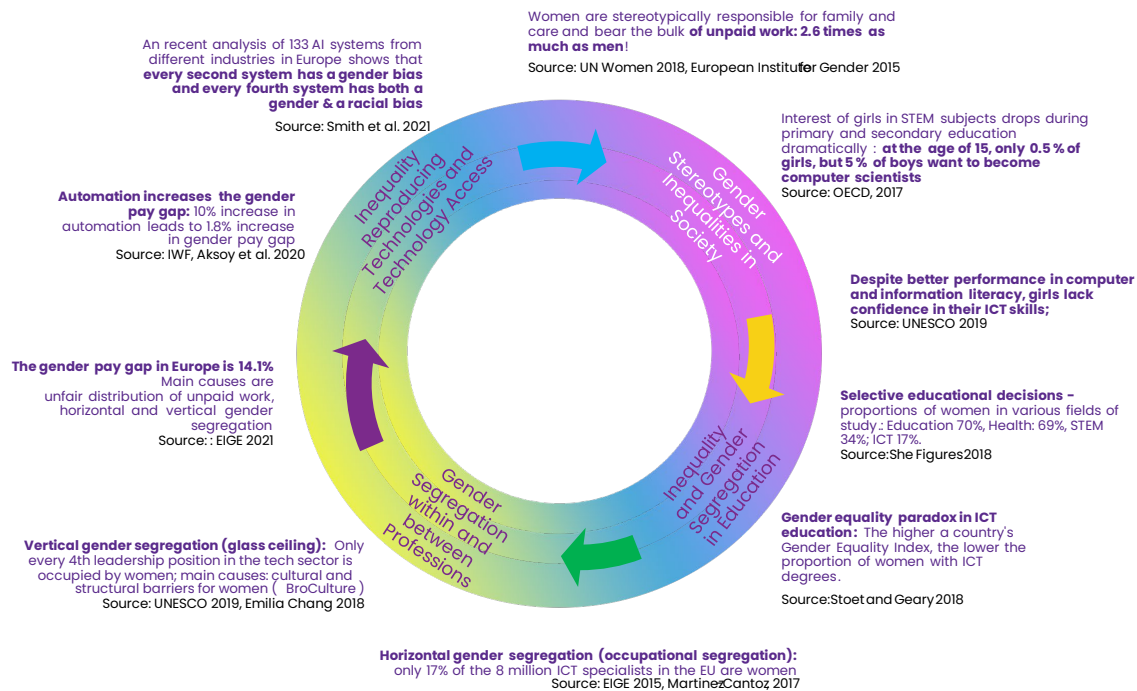 Women are stereotypically responsible for family and
care and bear the bulk of unpaid work: 2.6 times as
much as men!
Source: UN Women 2018, European Institute for Gender 2015
An recent analysis of 133 AI systems from
different industries in Europe shows that
every second system has a gender bias
and every fourth system has both a
gender & a racial bias
Source: Smith et al. 2021
Interest of girls in STEM subjects drops during
primary and secondary education
dramatically : at the age of 15, only 0.5 % of
girls, but 5 % of boys want to become
computer scientists
Source: OECD, 2017
Inequality
Reproducing
Technologies and
Technology Access
Gender
Stereotypes and
Inequalities in
Society
Automation increases the gender
pay gap: 10% increase in
automation leads to 1.8% increase
in gender pay gap
Source: IWF, Aksoy et al. 2020
Despite better performance in computer
and information literacy, girls lack
confidence in their ICT skills;
Source: UNESCO 2019
The gender pay gap in Europe is 14.1%
Main causes are
unfair distribution of unpaid work,
horizontal and vertical gender
segregation
Source: : EIGE 2021
Selective educational decisions -
proportions of women in various fields of
study.: Education 70%, Health: 69%, STEM
34%; ICT 17%.
Source:She Figures2018
Inequality
and Gender
Segregation
in Education
Gender
Segregation
within and
between
Professions
Gender equality paradox in ICT
education: The higher a country's
Gender Equality Index, the lower the
proportion of women with ICT
degrees.
Source:Stoet and Geary 2018
Vertical gender segregation (glass ceiling): Only
every 4th leadership position in the tech sector is
occupied by women; main causes: cultural and
structural barriers for women ( BroCulture )
Source: UNESCO 2019, Emilia Chang 2018
Horizontal gender segregation (occupational segregation):
only 17% of the 8 million ICT specialists in the EU are women
Source: EIGE 2015, MartinezCantoz, 2017